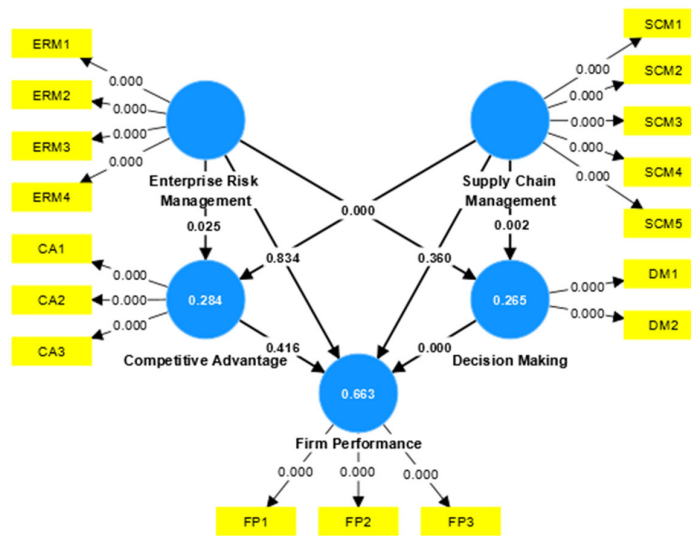 ERM1
ERM2
ERM3
ERM4
0.000
0.000
0.000
0.000
SCM1
SCM2
SCM3
SCM4
SCM5
0.000
0.000
0.000
0.000
0.000
Enterprise Risk
Management
Supply Chain
Management
0.025
0.834
0.000
0.360
0.002
CA1
CA2
CA3
0.000
0.000
0.000
0.284
Competitive Advantage
0.416
0.265
Decision Making
0.000
DM1
DM2
0.000
0.000
0.663
Firm Performance
0.000
0.000
0.000
FP1
FP2
FP3